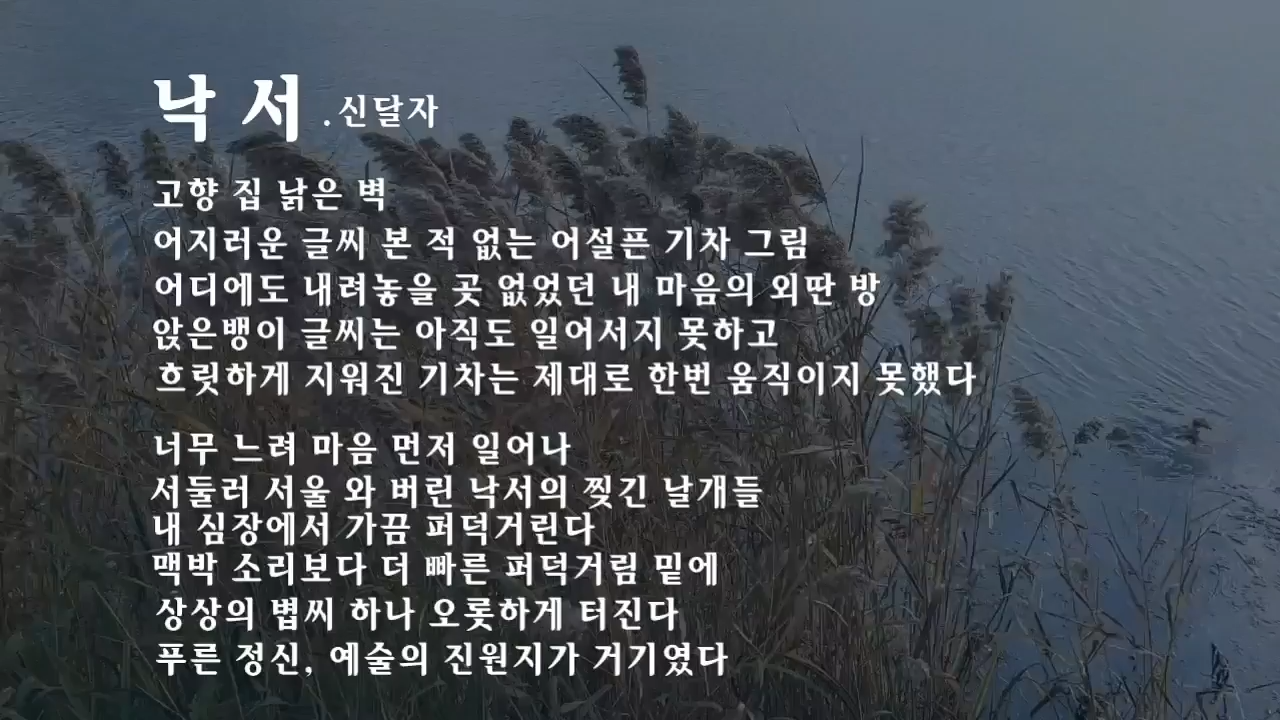 낙 서 . 신달자
고향 집 낡은 벽
어지러운 글씨 본 적 없는 어설픈 기차 그림
어디에도 내려놓을 곳 없었던 내 마음의 외딴 방
앉은뱅이 글씨는 아직도 일어서지 못하고
흐릿하게 지워진 기차는 제대로 한번 움직이지 못했다
너무 느려 마음 먼저 일어나
서둘러 서울 와 버린 낙서의 찢긴 날개들
내 심장에서 가끔 퍼덕거린다
맥박 소리보다 더 빠른 퍼덕거림 밑에
상상의 볍씨 하나 오롯하게 터진다
푸른 정신, 예술의 진원지가 거기였다